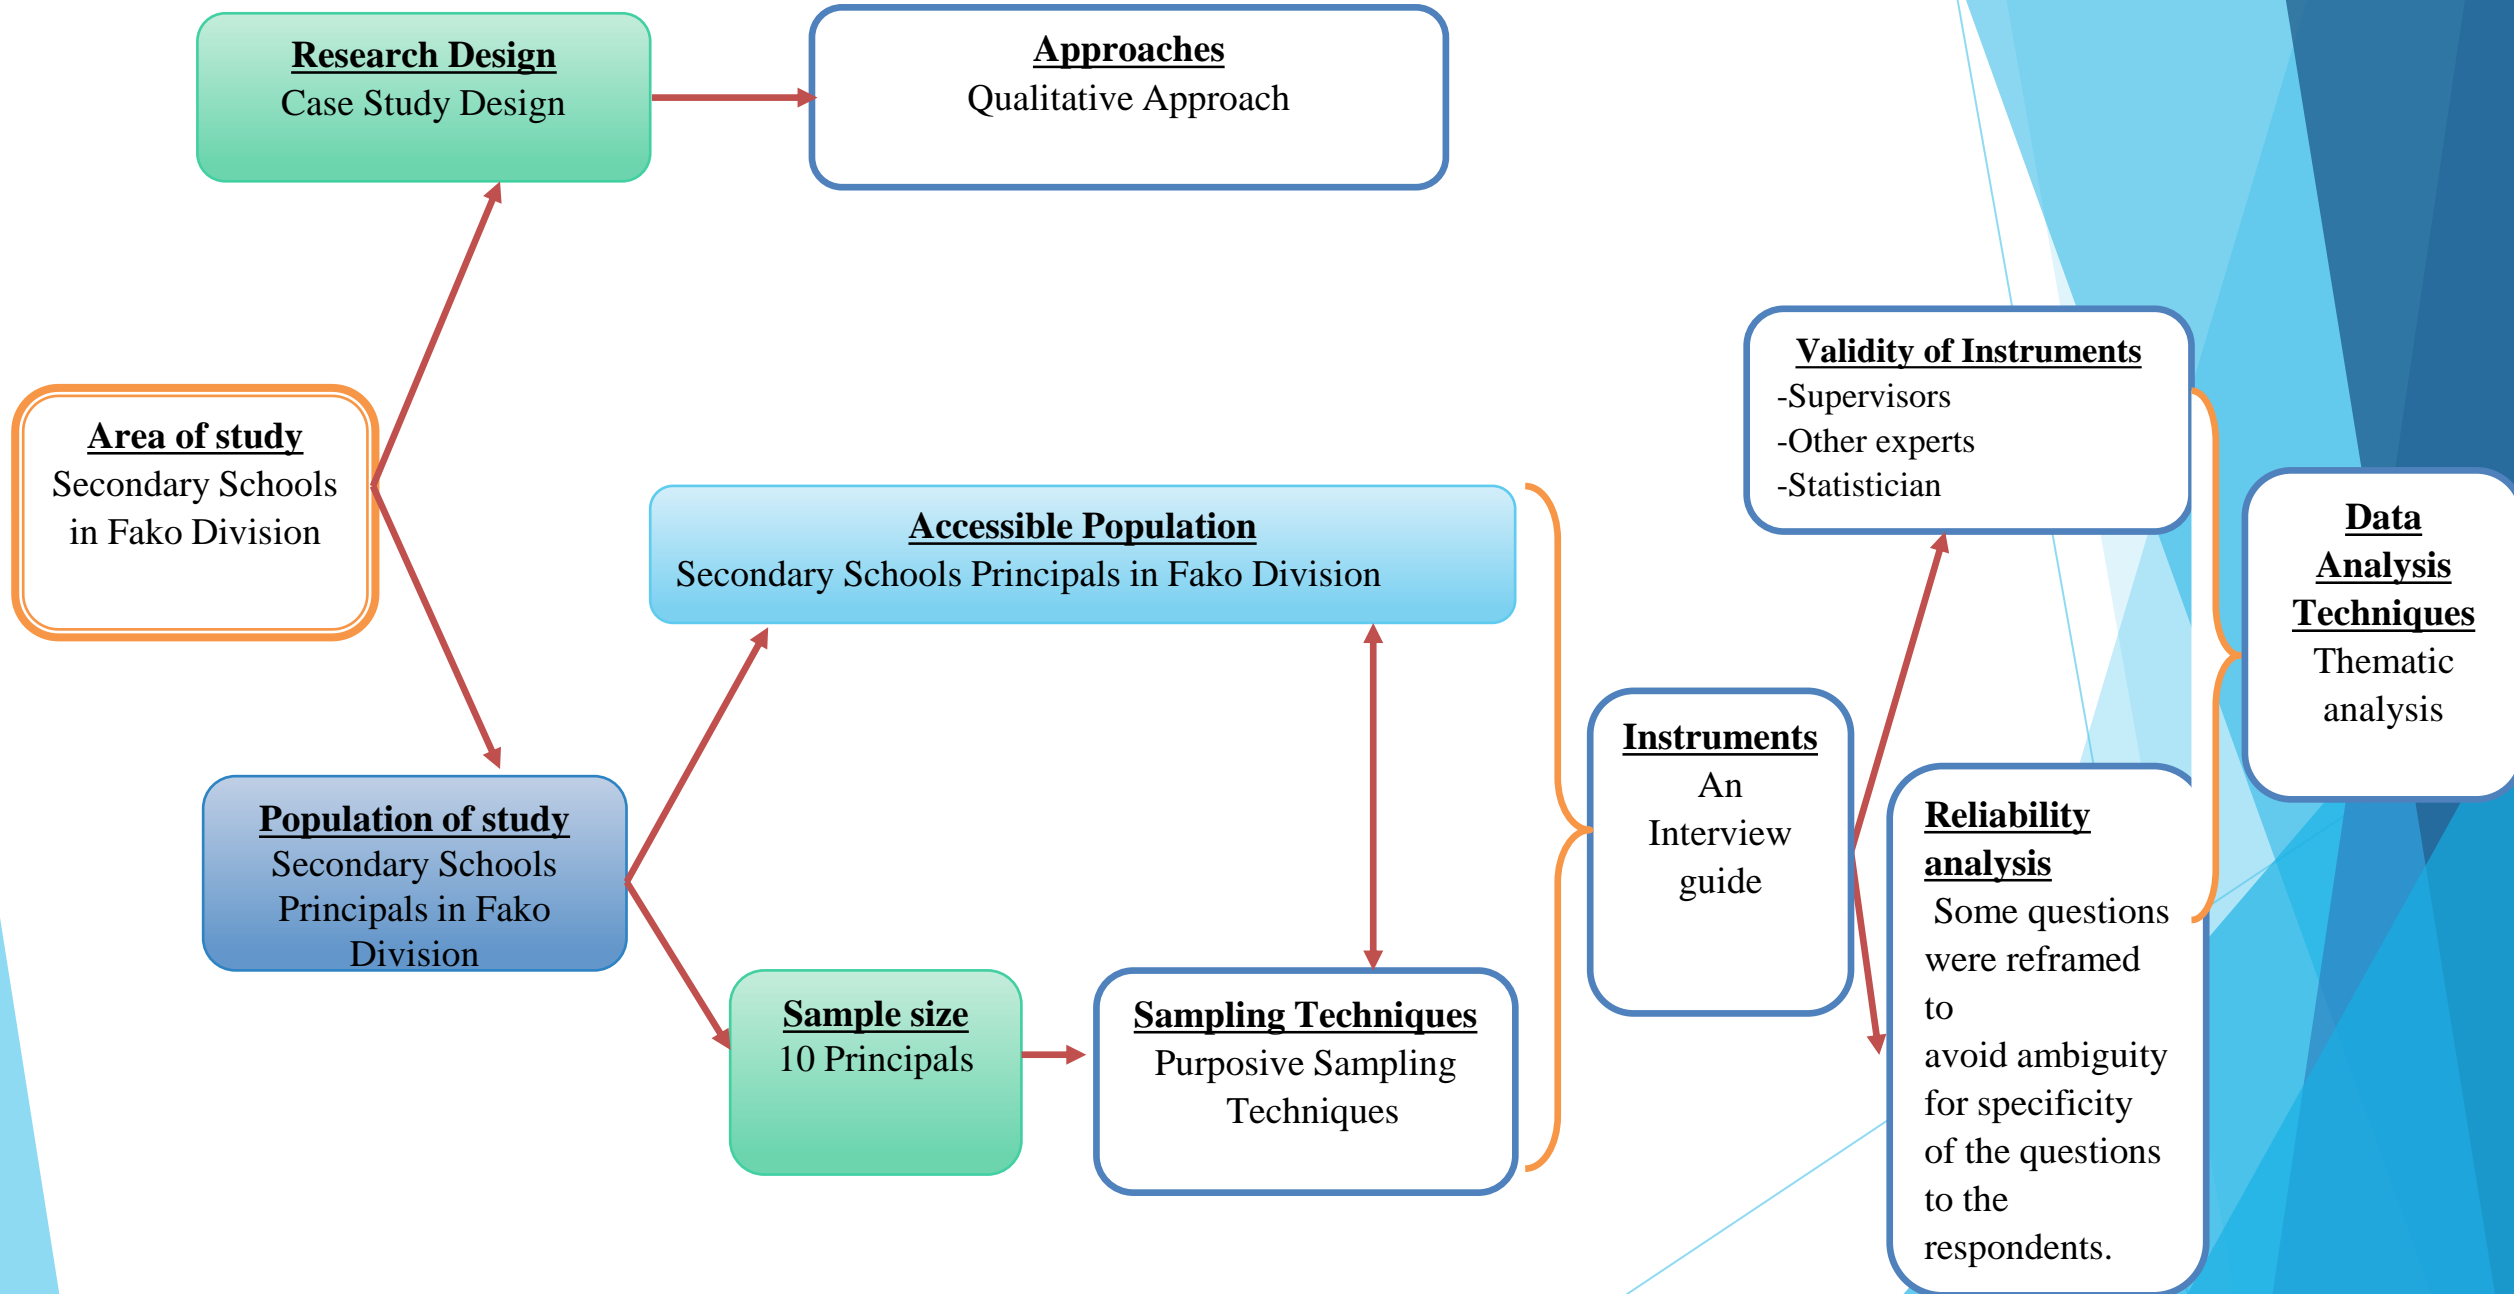 Research Design
Case Study Design
Approaches
Qualitative Approach
Area of study
Secondary Schools
in Fako Division
Accessible Population
Secondary Schools Principals in Fako Division
Population of study
Secondary Schools
Principals in Fako
Division
Sample size
10 Principals
Sampling Techniques
Purposive Sampling
Techniques
Instruments
An
Interview
guide
Validity of Instruments
-Supervisors
-Other experts
-Statistician
Reliability
analysis
Some questions
were reframed
to
avoid ambiguity
for specificity
of the questions
to the
respondents.
Data
Analysis
Techniques
Thematic
analysis